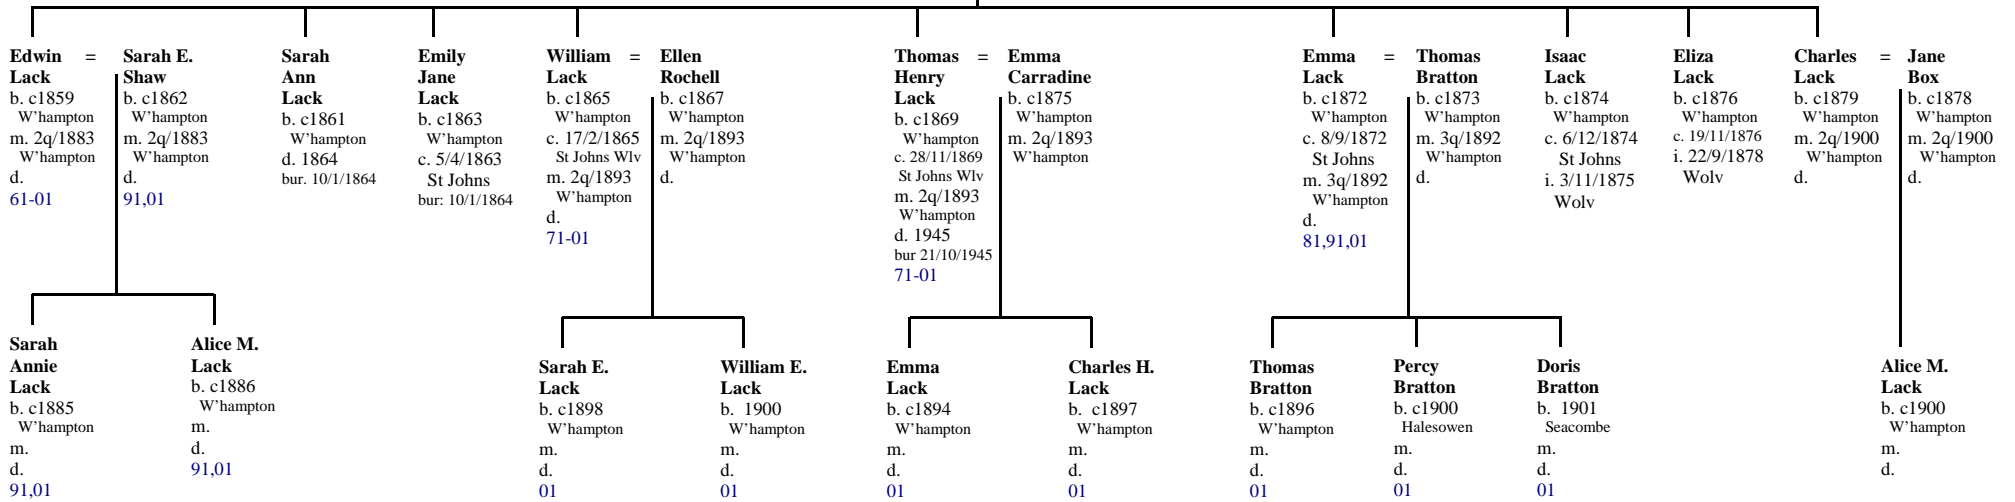 Edwin =
Lack
b. c1859
W'hampton
m. 2q/1883
W'hampton
d.
61-01
Sarah E.
Shaw
b. c1862
W'hampton
m. 2q/1883
W'hampton
d.
91,01
Sarah
Ann
Lack
b. c1861
W'hampton
d. 1864
bur. 10/1/1864
Emily
Jane
Lack
b. c1863
W'hampton
c. 5/4/1863
St Johns
bur: 10/1/1864
William =
Lack
b. c1865
W'hampton
c. 17/2/1865
St Johns Wlv
m. 2q/1893
W'hampton
d.
71-01
Ellen
Rochell
b. c1867
W'hampton
m. 2q/1893
W'hampton
d.
Thomas =
Henry
Lack
b. c1869
W'hampton
c. 28/11/1869
St Johns Wlv
m. 2q/1893
W'hampton
d. 1945
bur 21/10/1945
71-01
Emma
Carradine
b. c1875
W'hampton
m. 2q/1893
W'hampton
Emma =
Lack
b. c1872
W'hampton
c. 8/9/1872
St Johns
m. 3q/1892
W'hampton
d.
81,91,01
Thomas
Bratton
b. c1873
W'hampton
m. 3q/1892
W'hampton
d.
Isaac
Lack
b. c1874
W'hampton
c. 6/12/1874
St Johns
i. 3/11/1875
Wolv
Eliza
Lack
b. c1876
W'hampton
c. 19/11/1876
i. 22/9/1878
Wolv
Charles =
Lack
b. c1879
W'hampton
m. 2q/1900
W'hampton
d.
Jane
Box
b. c1878
W'hampton
m. 2q/1900
W'hampton
d.
Sarah
Annie
Lack
b. c1885
W'hampton
m.
d.
91,01
Alice M.
Lack
b. c1886
W'hampton
m.
d.
91,01
Sarah E.
Lack
b. c1898
W'hampton
m.
d.
01
William E.
Lack
b. 1900
W'hampton
m.
d.
01
Emma
Lack
b. c1894
W'hampton
m.
d.
01
Charles H.
Lack
b. c1897
W'hampton
m.
d.
01
Thomas
Bratton
b. c1896
W'hampton
m.
d.
01
Percy
Bratton
b. c1900
Halesowen
m.
d.
01
Doris
Bratton
b. 1901
Seacombe
m.
d.
01
Alice M.
Lack
b. c1900
W'hampton
m.
d.